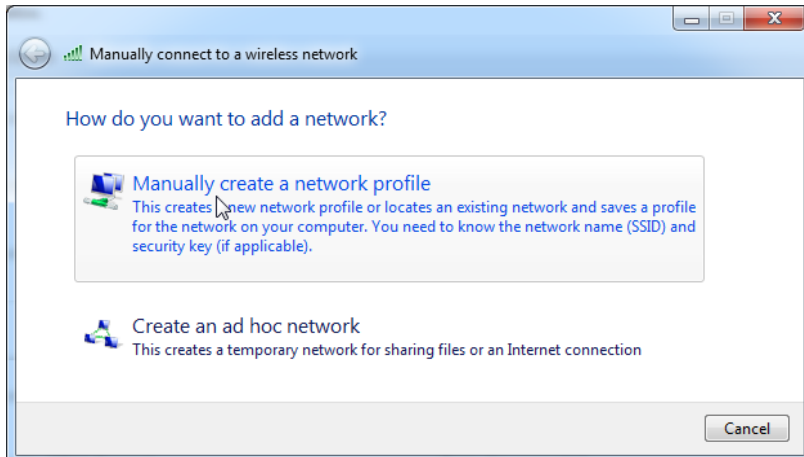 Manually connect to a wireless network
How do you want to add a network?
Manually create a network profile
This creates new network profile or locates an existing network and saves a profile
for the network on your computer. You need to know the network name (SSID) and
security key (if applicable).
Create an ad hoc network
This creates a temporary network for sharing files or an Internet connection
Cancel